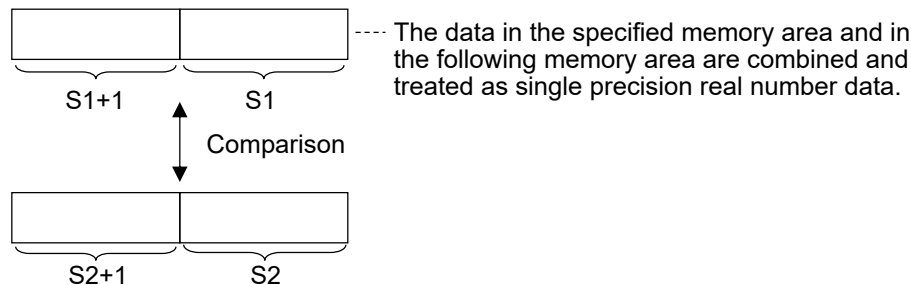 The data in the specified memory area and in
the following memory area are combined and
treated as single precision real number data.
S1+1
S1
Comparison
S2+1
S2